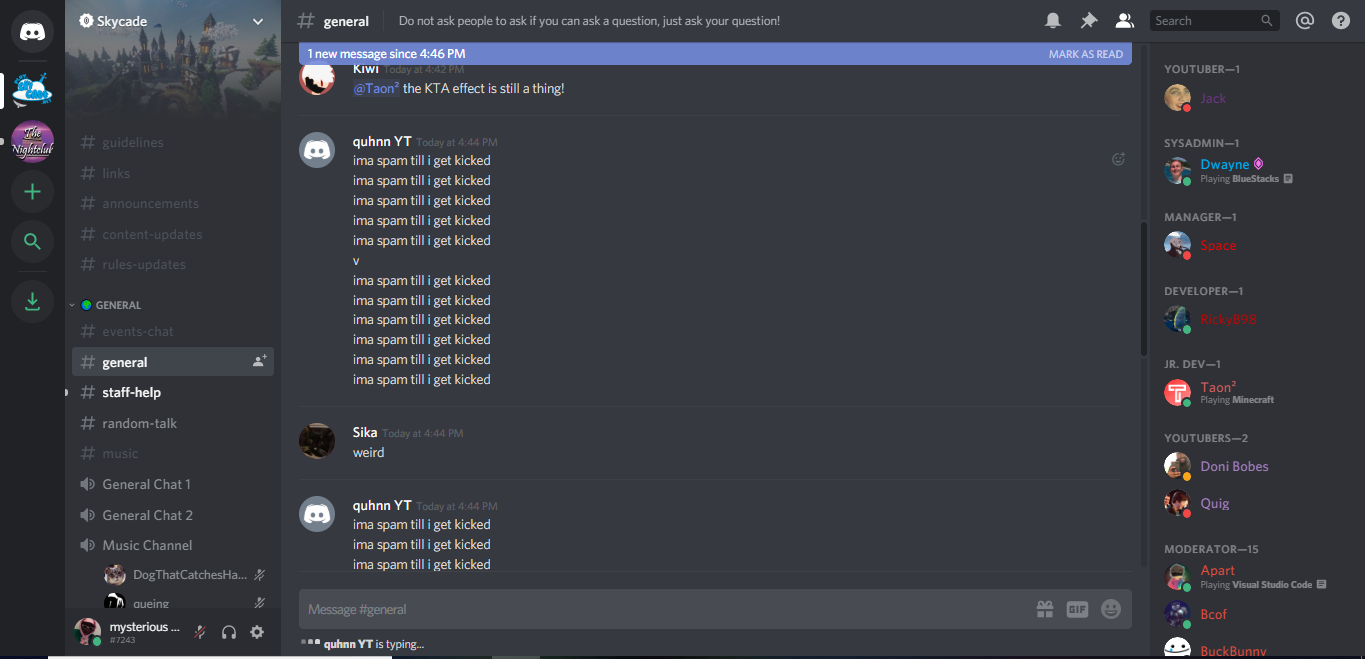 Skycade
general
Do not ask people to ask if you can ask a question, just ask your question!
Search
1 new message since 4:46 PM
MARK AS READ
The
Nightclub
guidelines
links
announcements
content-updates
rules-updates
GENERAL
events-chat
general
staff-help
random-talk
music
General Chat 1
General Chat 2
Music Channel
DogThatCatchesHa...
queing
mysterious ...
#7243
Kiwi Today at 4:42 PM
@Taon² the KTA effect is still a thing!
quhnn YT Today at 4:44 PM
ima spam till i get kicked
ima spam till i get kicked
ima spam till i get kicked
ima spam till i get kicked
ima spam till i get kicked
v
ima spam till i get kicked
ima spam till i get kicked
ima spam till i get kicked
ima spam till i get kicked
ima spam till i get kicked
ima spam till i get kicked
Sika Today at 4:44 PM
weird
quhnn YT Today at 4:44 PM
ima spam till i get kicked
ima spam till i get kicked
ima spam till i get kicked
Message #general
GIF
quhnn YT is typing...
YOUTUBER—1
Jack
SYSADMIN—1
Dwayne
Playing BlueStacks
MANAGER—1
Space
DEVELOPER—1
RickyB98
JR. DEV—1
Taon²
Playing Minecraft
YOUTUBERS—2
Doni Bobes
Quig
MODERATOR—15
Apart
Playing Visual Studio Code
Bcof
BuckBunny